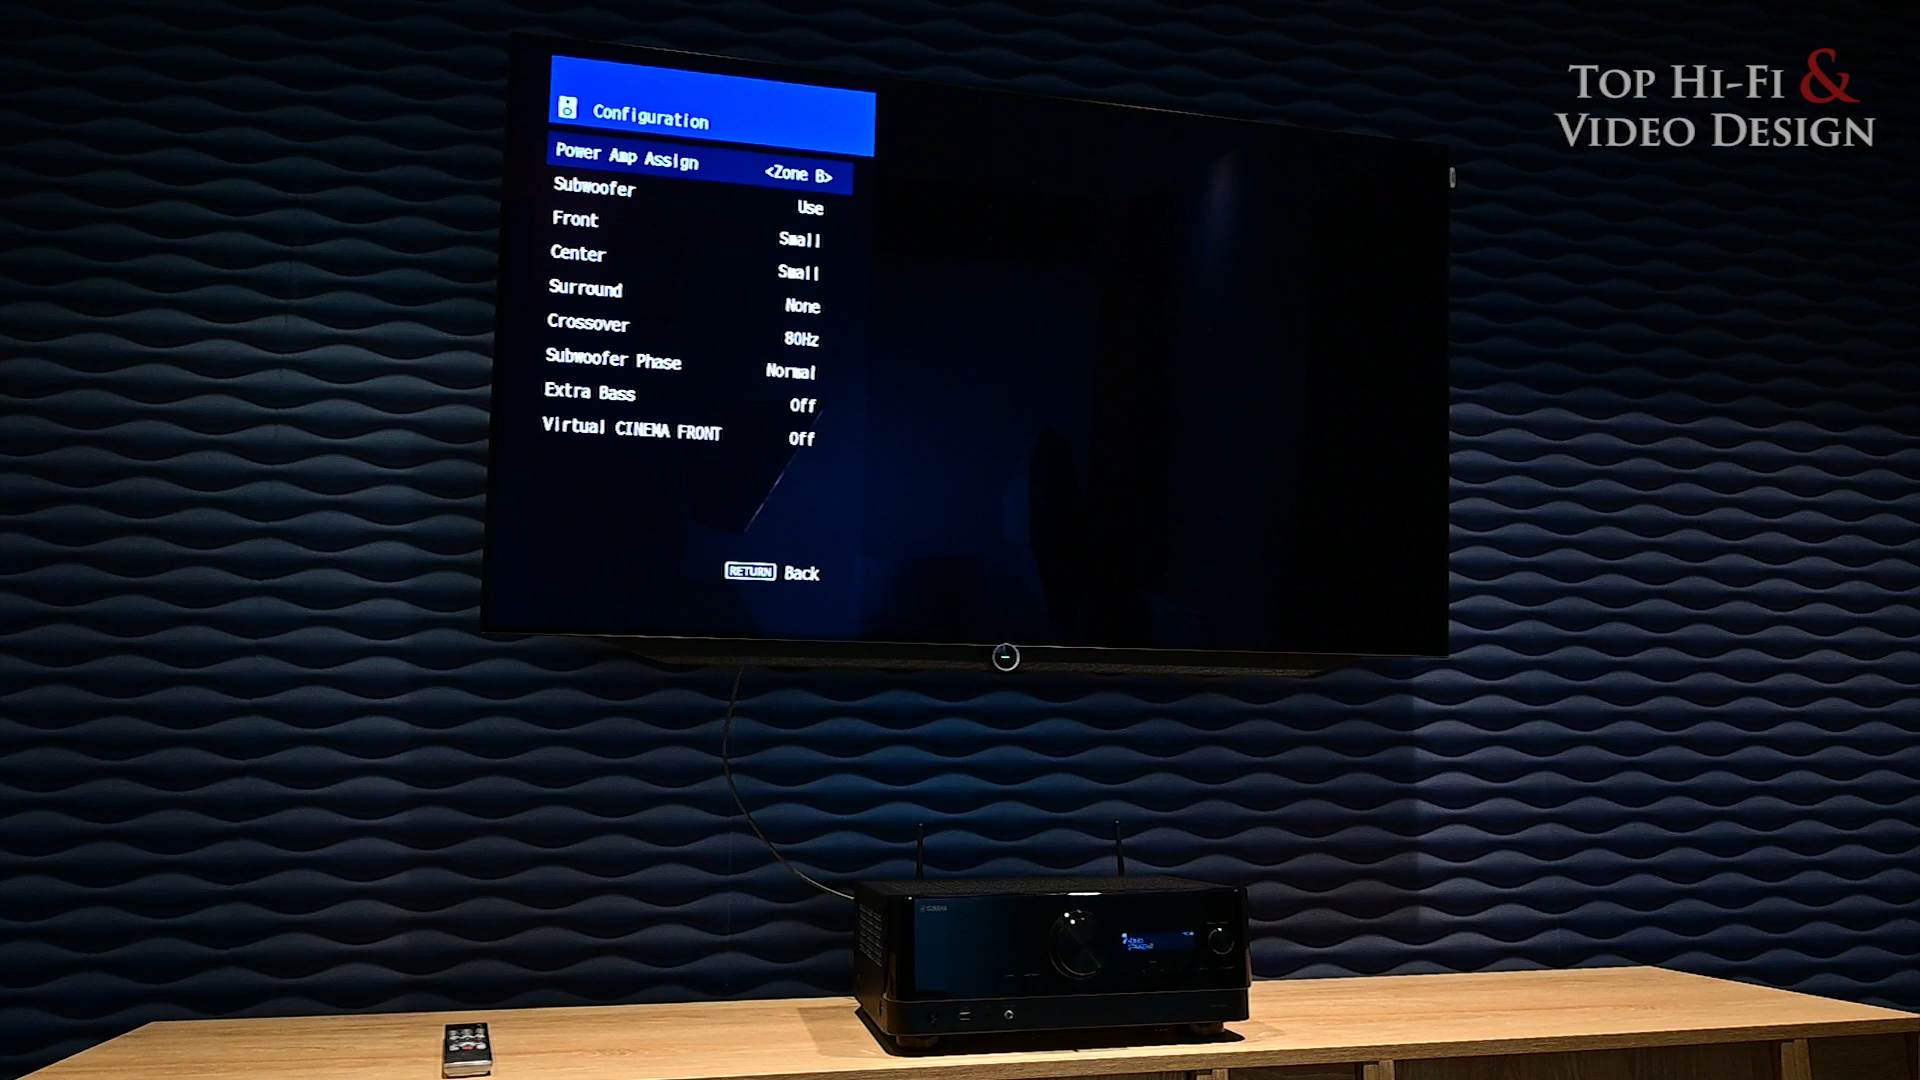 TOP HI-FI &
VIDEO DESIGN
Configuration
Power Amp Assign <Zone B>
Subwoofer Use
Front Small
Center Small
Surround None
Crossover 80Hz
Subwoofer Phase Normal
Extra Bass Off
Virtual CINEMA FRONT Off
RETURN Back
YAMAHA